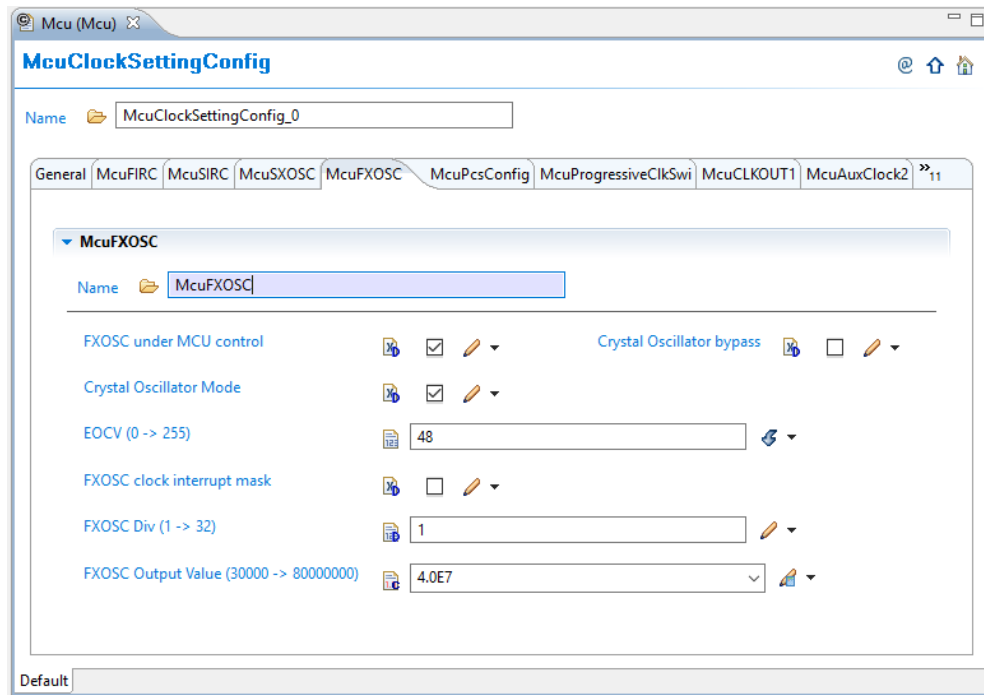 Mcu (Mcu)
McuClockSettingConfig
Name McuClockSettingConfig_0
General McuFIRC McuSIRC McuSXOSC McuFXOSC McuPcsConfig McuProgressiveClkSwi McuCLKOUT1 McuAuxClock2 »11
McuFXOSC
Name McuFXOSC
FXOSC under MCU control Crystal Oscillator bypass
Crystal Oscillator Mode
EOCV (0 -> 255) 48
FXOSC clock interrupt mask
FXOSC Div (1 -> 32) 1
FXOSC Output Value (30000 -> 80000000) 4.0E7
Default